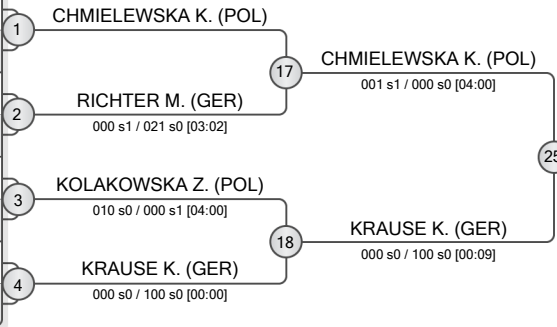 CHMIELEWSKA K. (POL)
1
17
CHMIELEWSKA K. (POL)
001 s1 / 000 s0 [04:00]
RICHTER M. (GER)
2
000 s1 / 021 s0 [03:02]
25
KOLAKOWSKA Z. (POL)
3
010 s0 / 000 s1 [04:00]
18
KRAUSE K. (GER)
000 s0 / 100 s0 [00:09]
KRAUSE K. (GER)
4
000 s0 / 100 s0 [00:00]